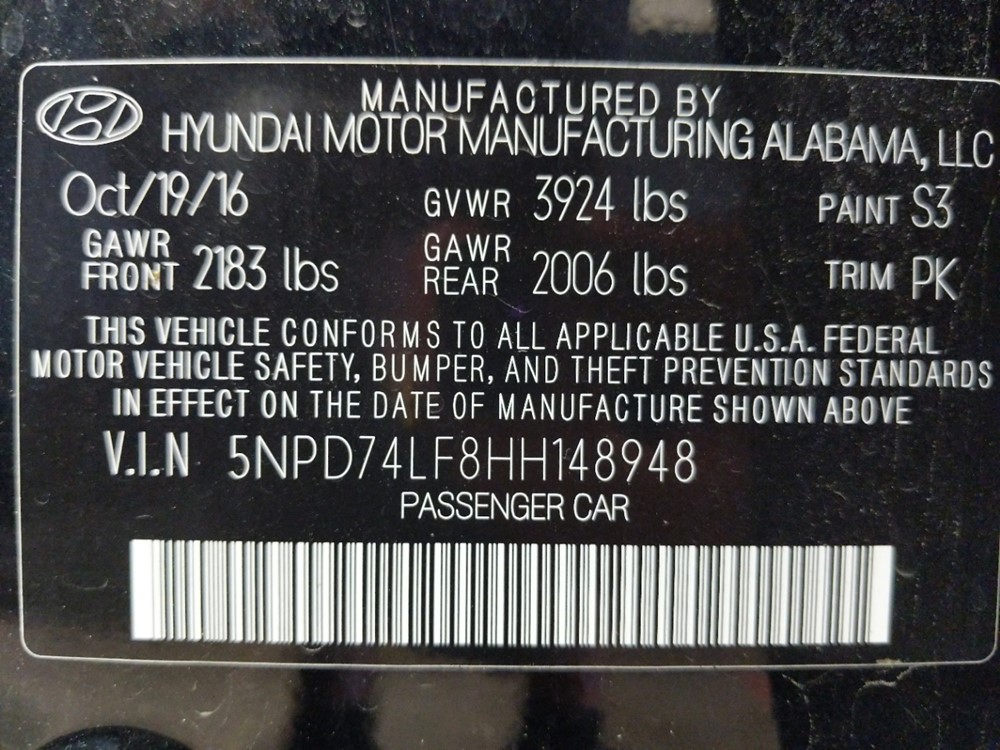 MANUFACTURED BY
HYUNDAI MOTOR MANUFACTURING ALABAMA, LLC
Oct/19/16 GVWR 3924 lbs PAINT S3
GAWR FRONT 2183 lbs GAWR REAR 2006 lbs TRIM PK
THIS VEHICLE CONFORMS TO ALL APPLICABLE U.S.A. FEDERAL
MOTOR VEHICLE SAFETY, BUMPER, AND THEFT PREVENTION STANDARDS
IN EFFECT ON THE DATE OF MANUFACTURE SHOWN ABOVE
V.I.N 5NPD74LF8HH148948
PASSENGER CAR